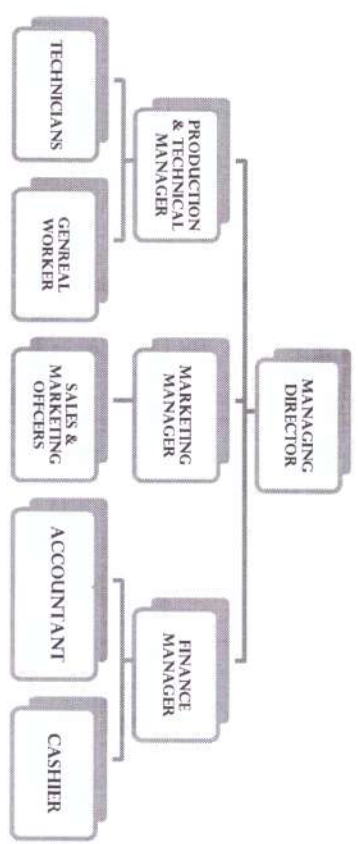 MANAGING
DIRECTOR
PRODUCTION
& TECHNICAL
MANAGER
MARKETING
MANAGER
FINANCE
MANAGER
TECHNICIANS
GENREAL
WORKER
SALES &
MARKETING
OFFCERS
ACCOUNTANT
CASHIER